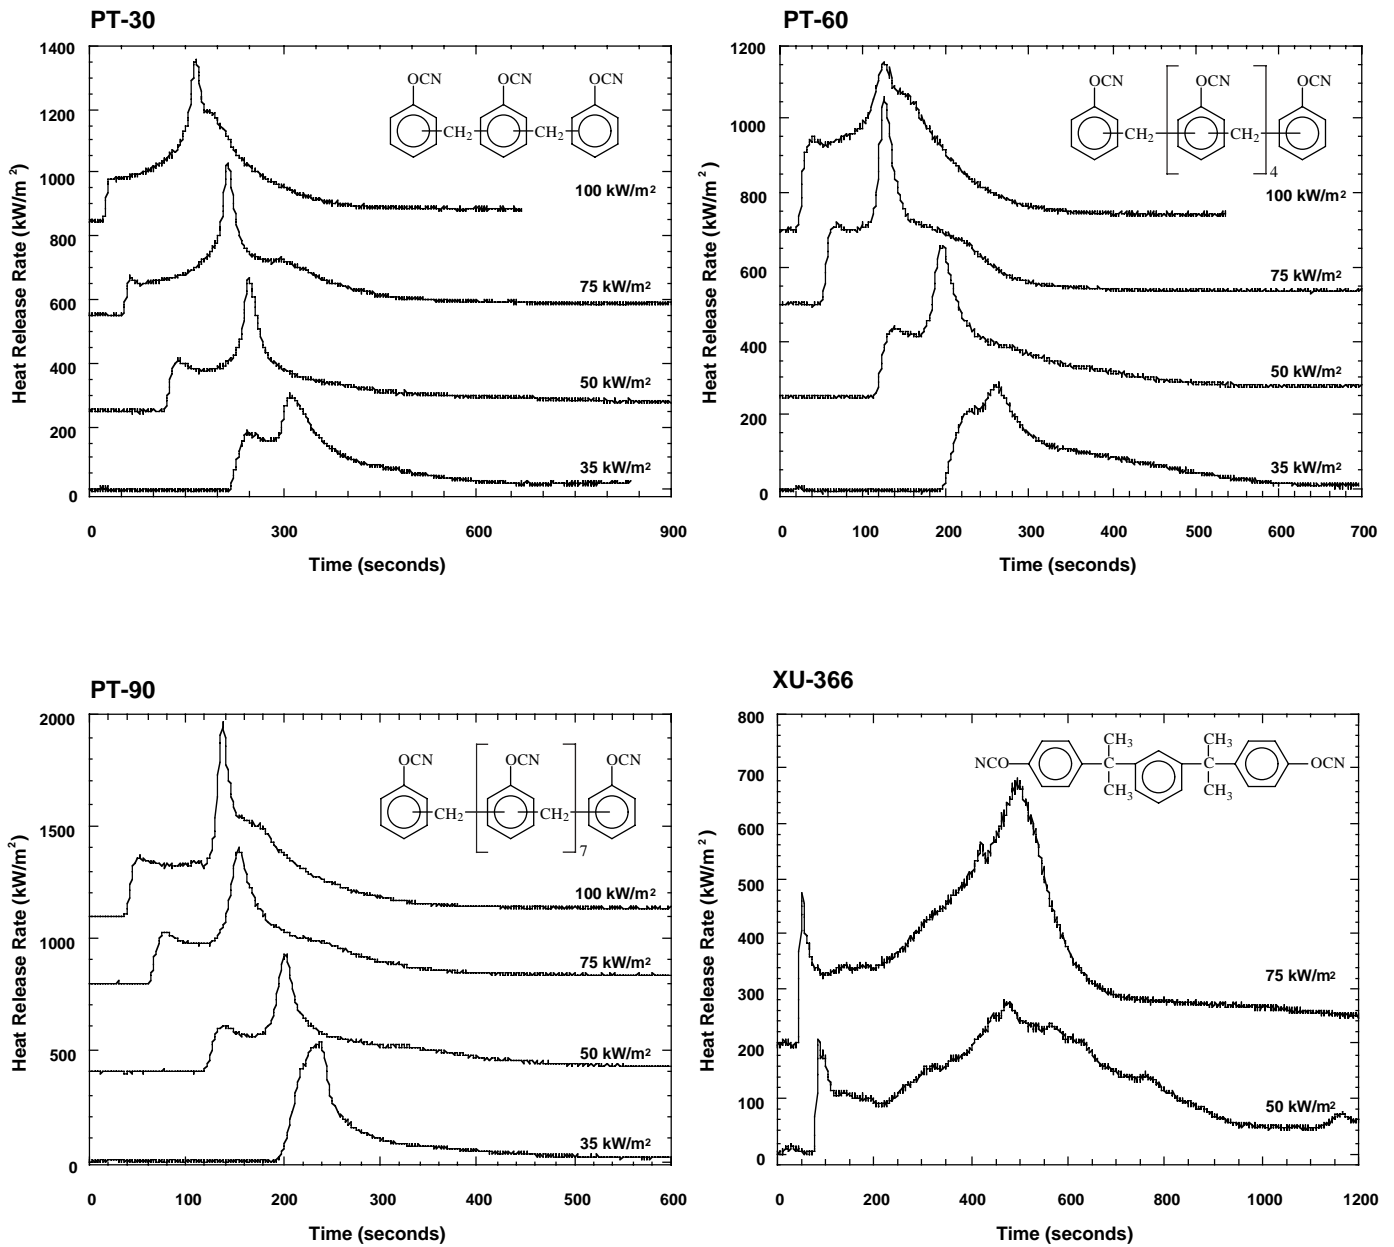 PT-30
1400
1200
1000
800
600
400
200
0
Heat Release Rate (kW/m2)
OCN OCN OCN
CH2 CH2
100 kW/m2
75 kW/m2
50 kW/m2
35 kW/m2
0 300 600 900
Time (seconds)
PT-60
1200
1000
800
600
400
200
0
Heat Release Rate (kW/m2)
OCN OCN OCN
CH2 CH2
4
100 kW/m2
75 kW/m2
50 kW/m2
35 kW/m2
0 100 200 300 400 500 600 700
Time (seconds)
PT-90
2000
1500
1000
500
0
Heat Release Rate (kW/m2)
OCN OCN OCN
CH2 CH2
7
100 kW/m2
75 kW/m2
50 kW/m2
35 kW/m2
0 100 200 300 400 500 600
Time (seconds)
XU-366
800
700
600
500
400
300
200
100
0
Heat Release Rate (kW/m2)
CH3 CH3
NCO C C OCN
CH3 CH3
75 kW/m2
50 kW/m2
0 200 400 600 800 1000 1200
Time (seconds)